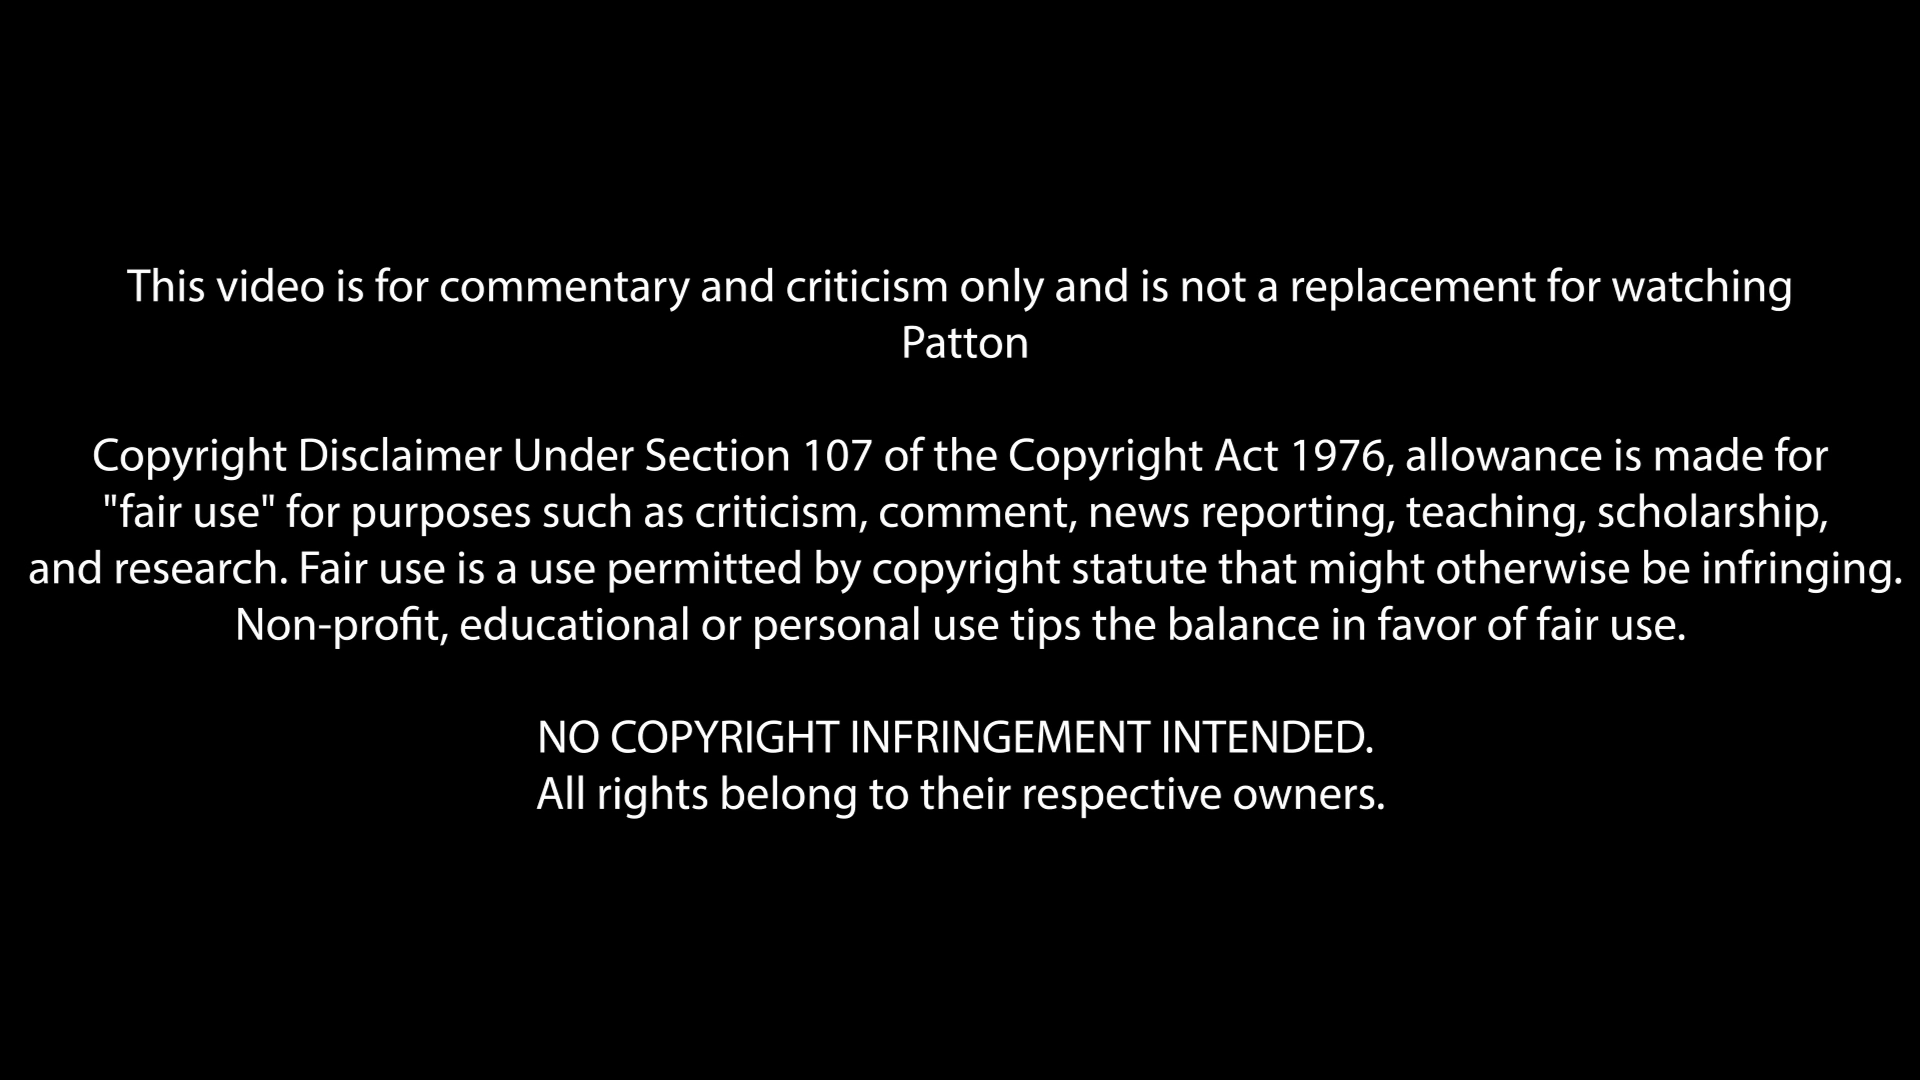 This video is for commentary and criticism only and is not a replacement for watching
Patton
Copyright Disclaimer Under Section 107 of the Copyright Act 1976, allowance is made for
"fair use" for purposes such as criticism, comment, news reporting, teaching, scholarship,
and research. Fair use is a use permitted by copyright statute that might otherwise be infringing.
Non-profit, educational or personal use tips the balance in favor of fair use.
NO COPYRIGHT INFRINGEMENT INTENDED.
All rights belong to their respective owners.